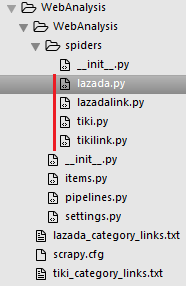 WebAnalysis
WebAnalysis
spiders
__init__.py
lazada.py
lazadalink.py
tiki.py
tikilink.py
__init__.py
items.py
pipelines.py
settings.py
lazada_category_links.txt
scrapy.cfg
tiki_category_links.txt